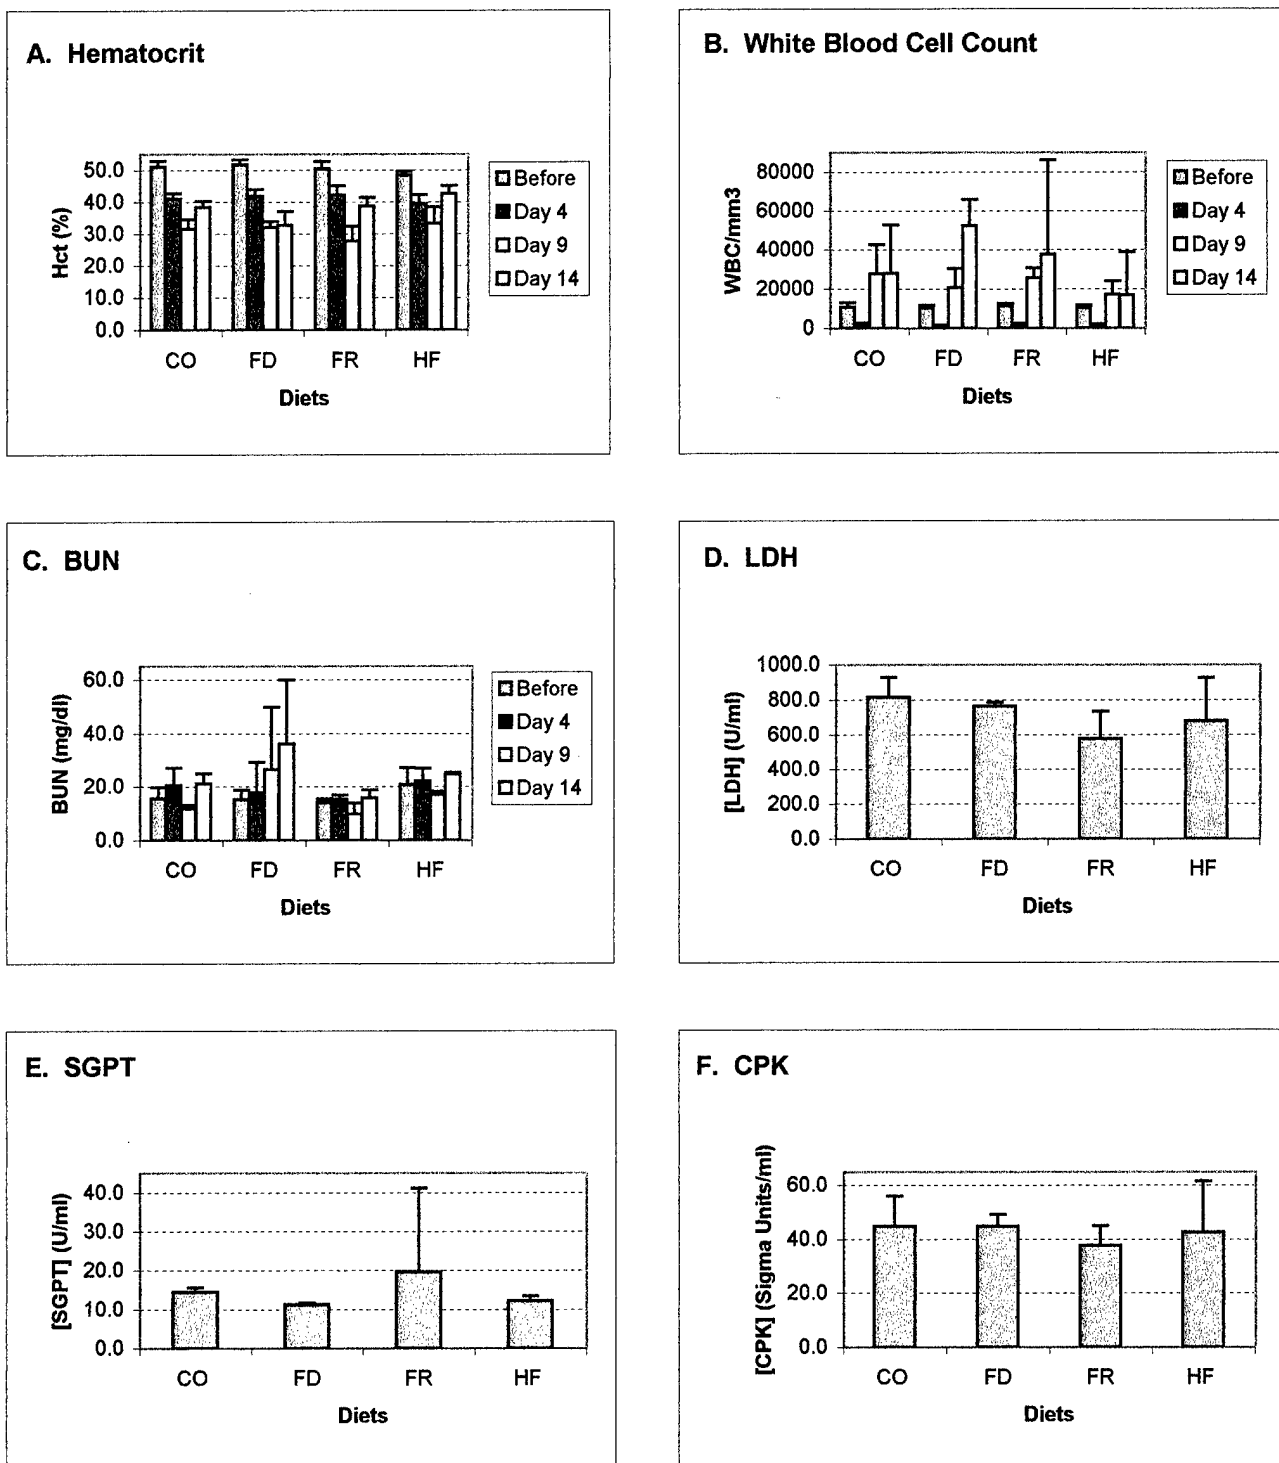 A. Hematocrit
Hct (%)
50.0
40.0
30.0
20.0
10.0
0.0
CO FD FR HF
Diets
Before
Day 4
Day 9
Day 14
B. White Blood Cell Count
WBC/mm3
80000
60000
40000
20000
0
CO FD FR HF
Diets
Before
Day 4
Day 9
Day 14
C. BUN
BUN (mg/dl)
60.0
40.0
20.0
0.0
CO FD FR HF
Diets
Before
Day 4
Day 9
Day 14
D. LDH
[LDH] (U/ml)
1000.0
800.0
600.0
400.0
200.0
0.0
CO FD FR HF
Diets
E. SGPT
[SGPT] (U/ml)
40.0
30.0
20.0
10.0
0.0
CO FD FR HF
Diets
F. CPK
[CPK] (Sigma Units/ml)
60.0
40.0
20.0
0.0
CO FD FR HF
Diets